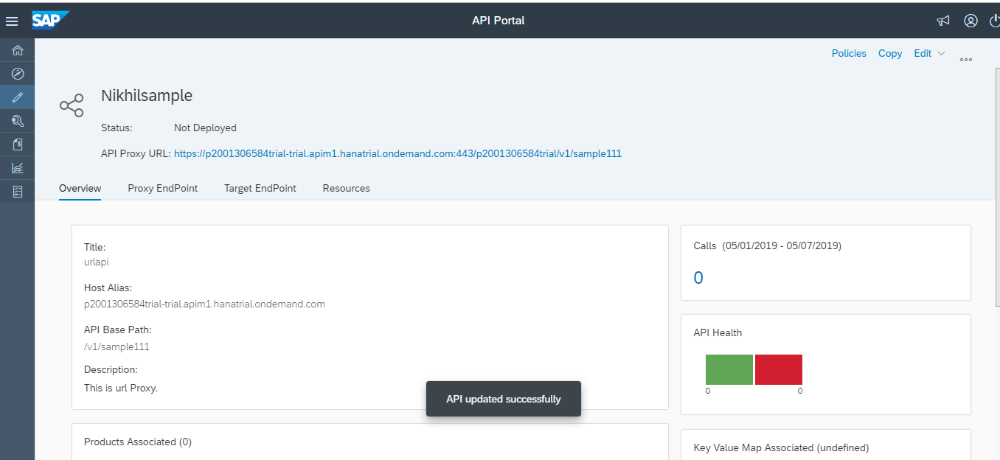 SAP API Portal
Policies Copy Edit
Nikhilsample
Status: Not Deployed
API Proxy URL: https://p2001306584trial-trial.apim1.hanatrial.ondemand.com:443/p2001306584trial/v1/sample111
Overview Proxy EndPoint Target EndPoint Resources
Title:
urlapi
Host Alias:
p2001306584trial-trial.apim1.hanatrial.ondemand.com
API Base Path:
/v1/sample111
Description:
This is url Proxy.
Calls (05/01/2019 - 05/07/2019)
0
API Health
0 0
API updated successfully
Products Associated (0)
Key Value Map Associated (undefined)